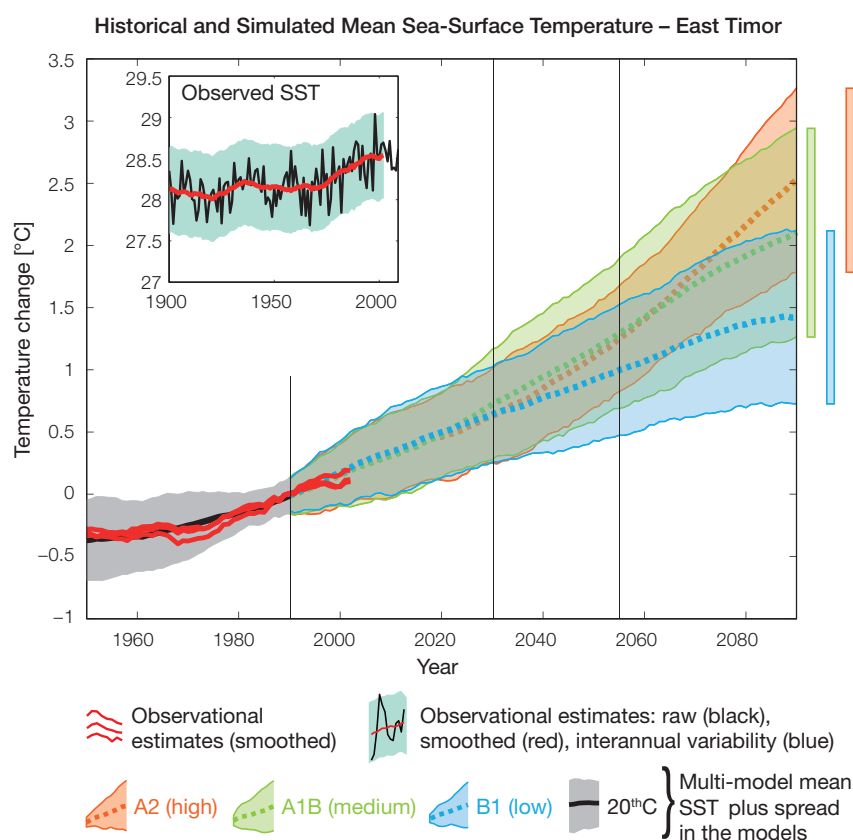 Historical and Simulated Mean Sea-Surface Temperature – East Timor
3.5
3
2.5
2
1.5
1
0.5
0
–0.5
–1
Temperature change [°C]
29.5
29
28.5
28
27.5
27
Observed SST
1900
1950
2000
1960
1980
2000
2020
2040
2060
2080
Year
Observational
estimates (smoothed)
Observational estimates: raw (black),
smoothed (red), interannual variability (blue)
A2 (high)
A1B (medium)
B1 (low)
20thC
Multi-model mean
SST plus spread
in the models